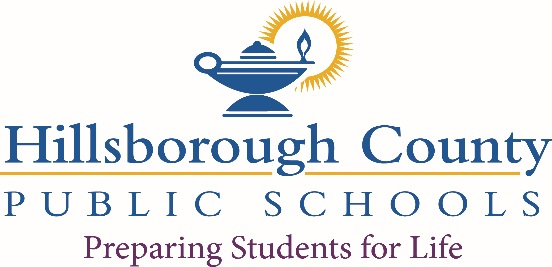 Hillsborough County
PUBLIC SCHOOLS
Preparing Students for Life